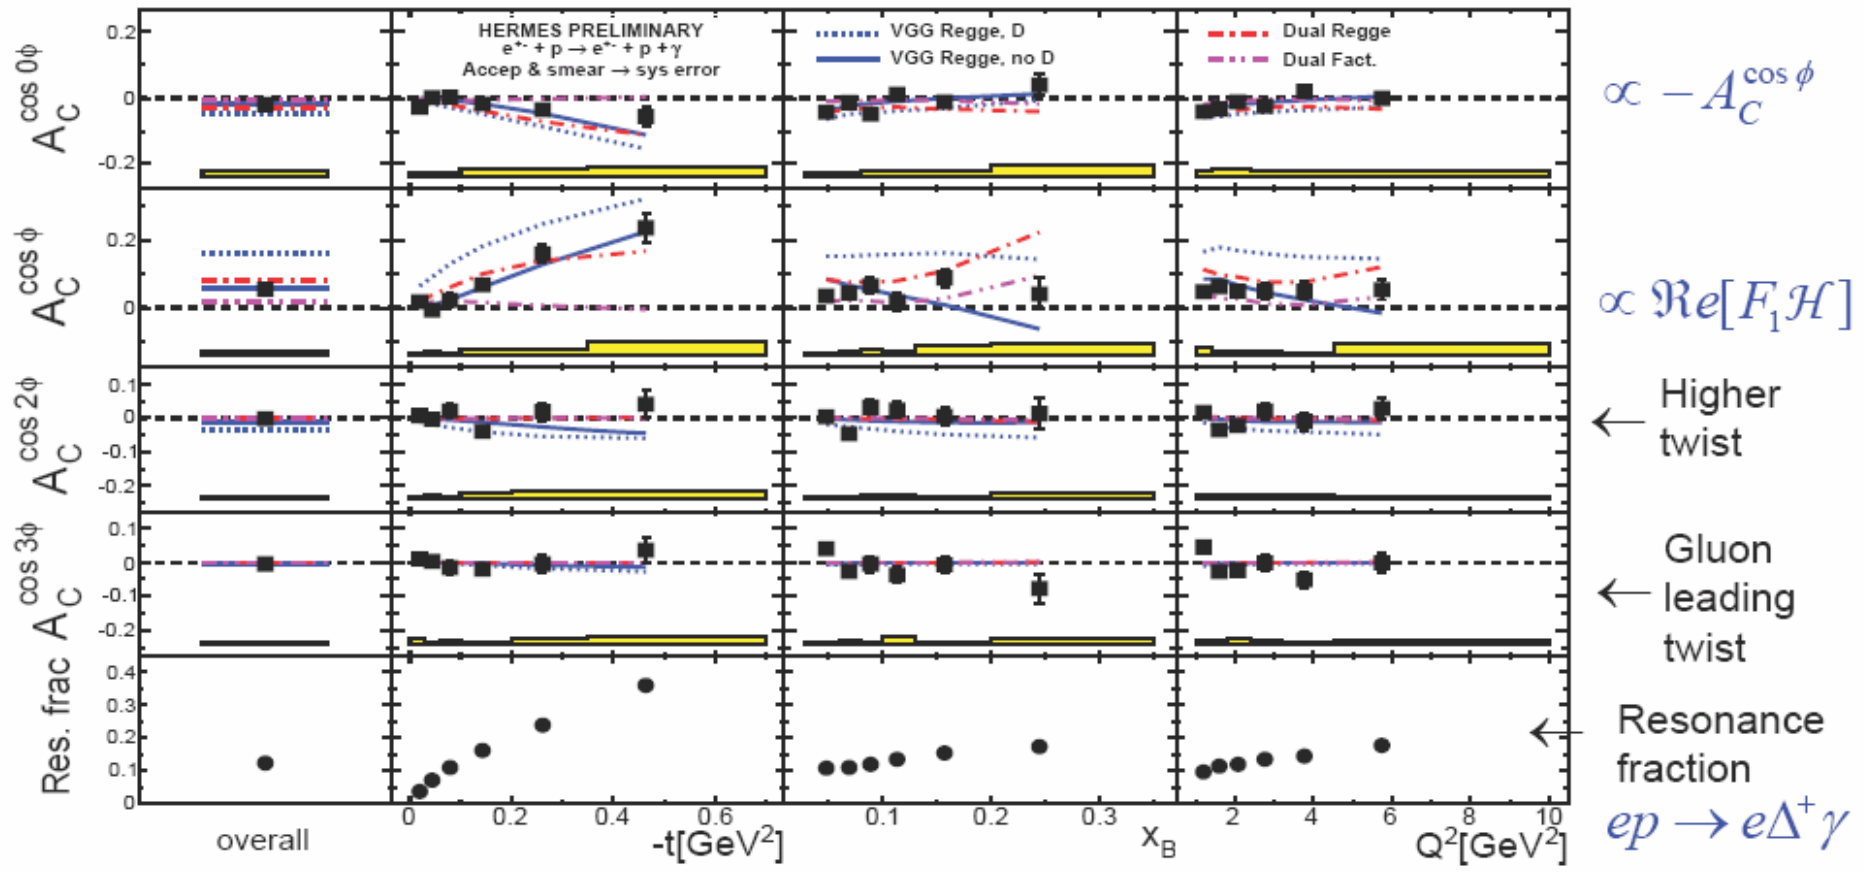 HERMES PRELIMINARY
e⁺⁻ + p → e⁺⁻ + p + γ
Accep & smear → sys error
VGG Regge, D
VGG Regge, no D
Dual Regge
Dual Fact.
A_C^{cos 0ϕ}
0.2
0
-0.2
∝ −A_C^{cos ϕ}
A_C^{cos ϕ}
0.2
0
∝ ℜe[F₁ℋ]
A_C^{cos 2ϕ}
0.1
0
-0.1
-0.2
← Higher
twist
A_C^{cos 3ϕ}
0.1
0
-0.1
-0.2
← Gluon
leading
twist
Res. frac
0.4
0.3
0.2
0.1
0
← Resonance
fraction
ep → eΔ⁺γ
0 0.2 0.4 0.6
0.1 0.2 0.3
2 4 6 8 10
overall
-t[GeV²]
x_B
Q²[GeV²]